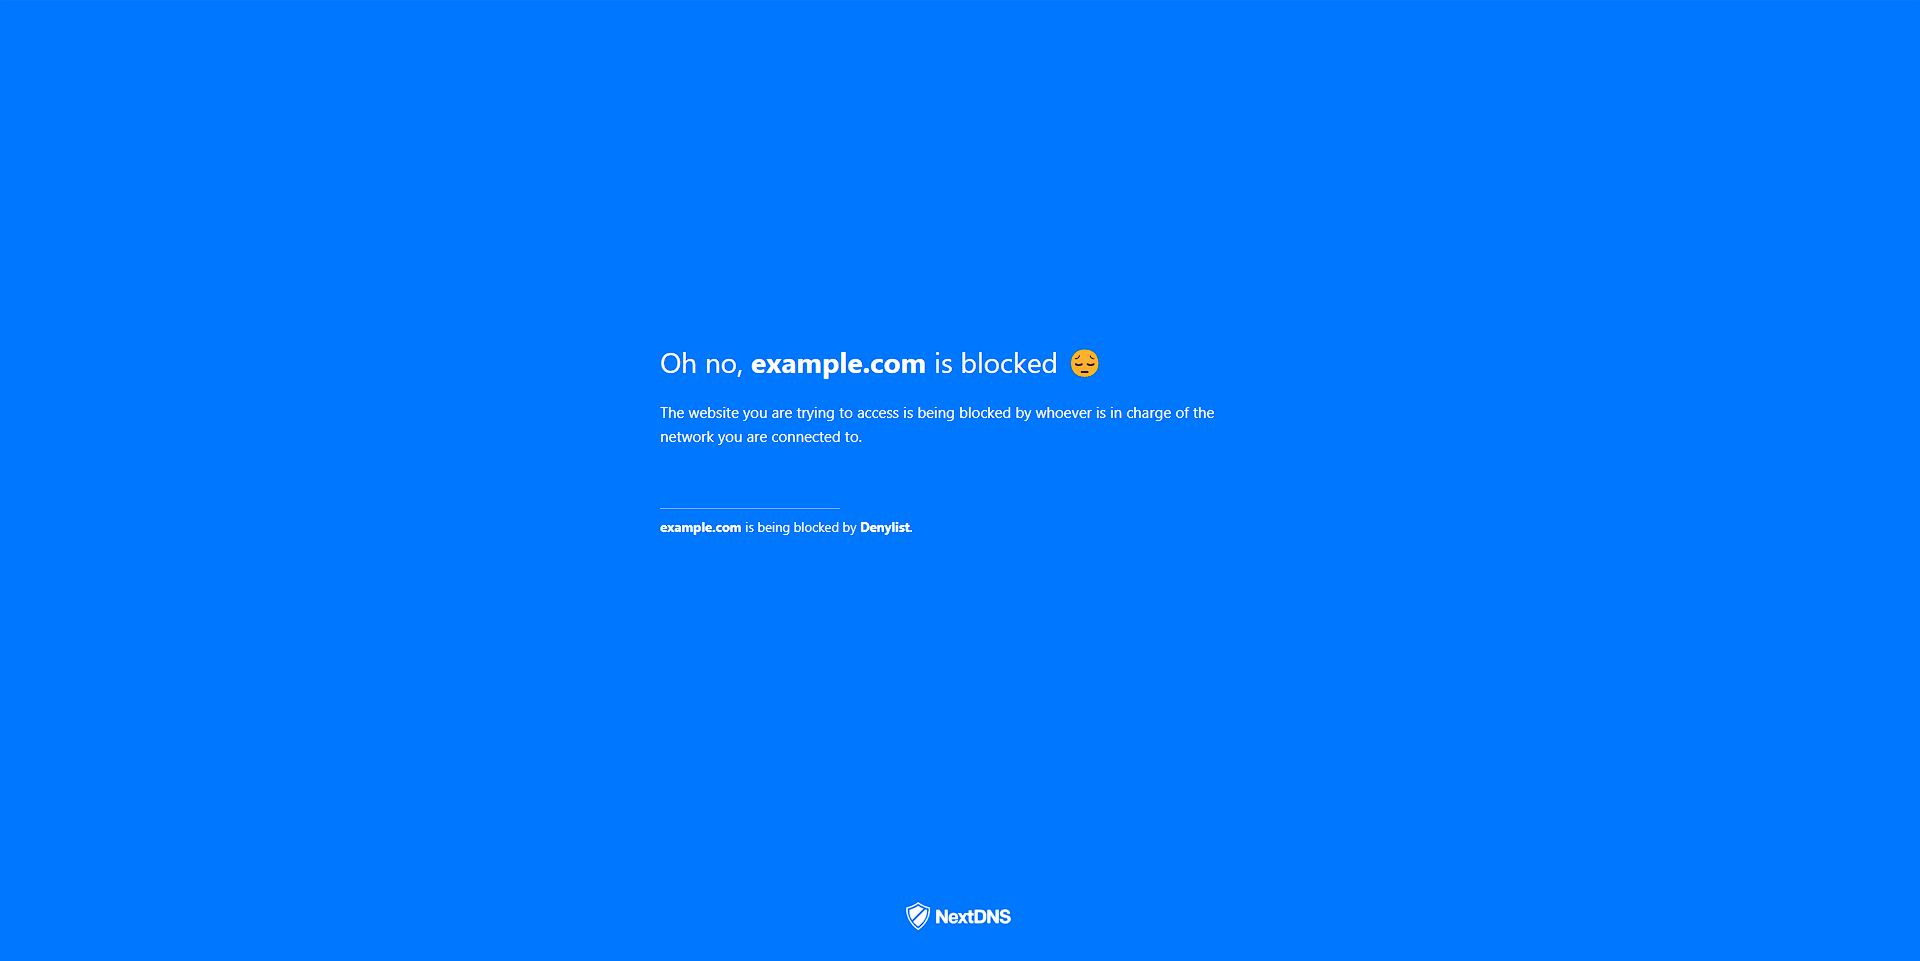 Oh no, example.com is blocked 😔
The website you are trying to access is being blocked by whoever is in charge of the
network you are connected to.
example.com is being blocked by Denylist.
NextDNS